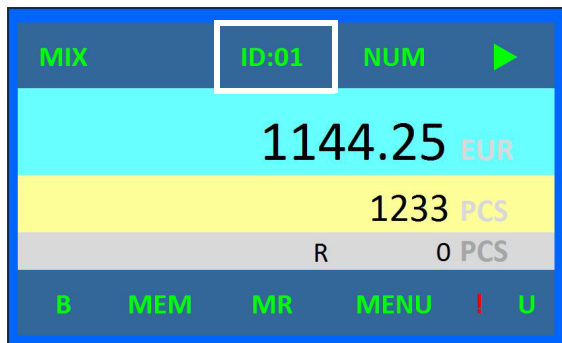 MIX ID:01 NUM
1144.25 EUR
1233 PCS
R 0 PCS
B MEM MR MENU ! U